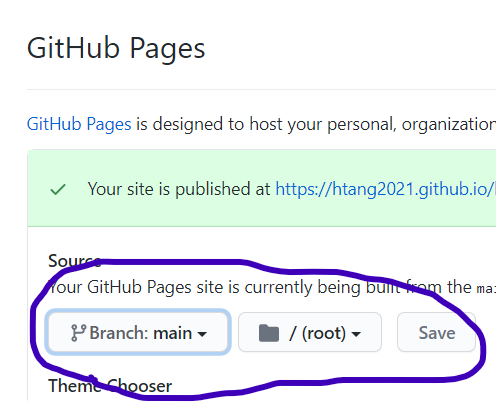 GitHub Pages
GitHub Pages is designed to host your personal, organization
Your site is published at https://htang2021.github.io/
Source
Your GitHub Pages site is currently being built from the ma
Branch: main / (root) Save
Theme Chooser